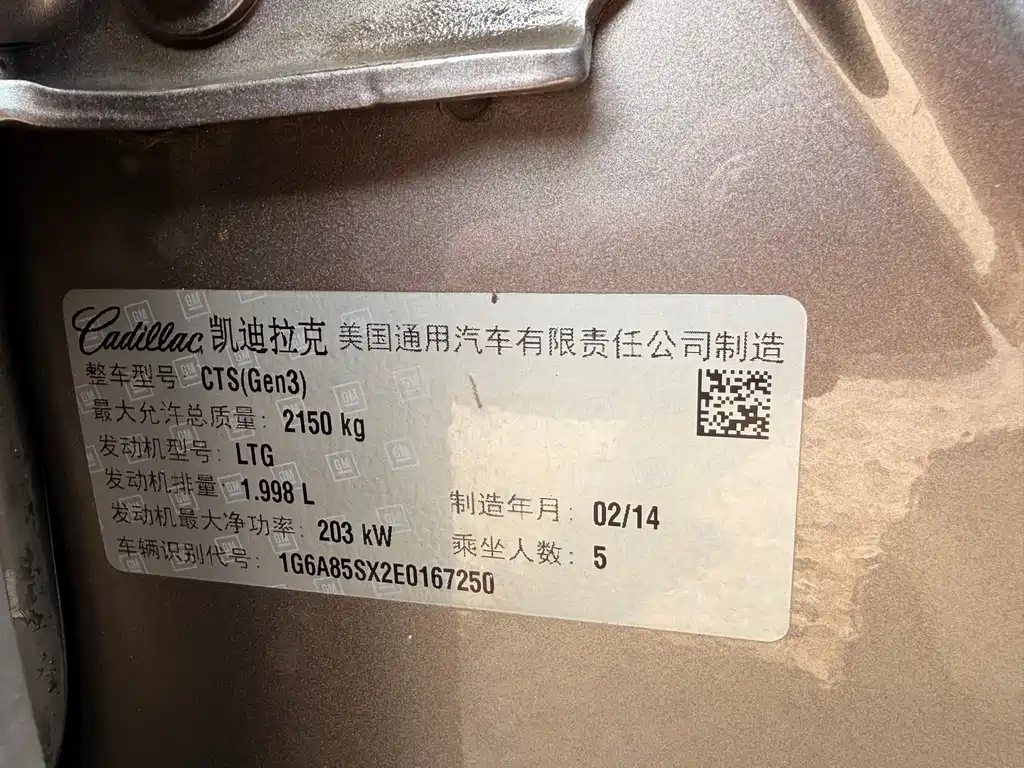 Cadillac 凯迪拉克 美国通用汽车有限责任公司制造
整车型号 CTS(Gen3)
最大允许总质量: 2150 kg
发动机型号: LTG
发动机排量 1.998 L
发动机最大净功率: 203 kW
制造年月: 02/14
车辆识别代号: 1G6A85SX2E0167250
乘坐人数: 5